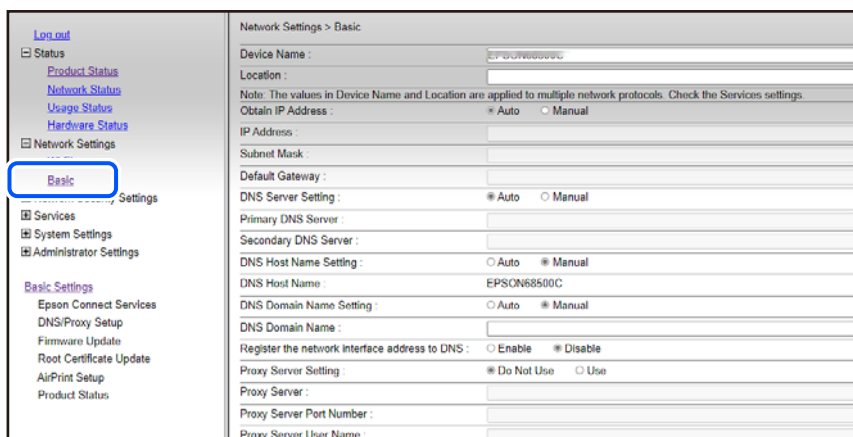 Log out
Status
Product Status
Network Status
Usage Status
Hardware Status
Network Settings
Basic
Settings
Services
System Settings
Administrator Settings
Basic Settings
Epson Connect Services
DNS/Proxy Setup
Firmware Update
Root Certificate Update
AirPrint Setup
Product Status
Network Settings > Basic
Device Name :
Location :
Note: The values in Device Name and Location are applied to multiple network protocols. Check the Services settings.
Obtain IP Address : Auto Manual
IP Address :
Subnet Mask :
Default Gateway :
DNS Server Setting : Auto Manual
Primary DNS Server :
Secondary DNS Server :
DNS Host Name Setting : Auto Manual
DNS Host Name : EPSON68500C
DNS Domain Name Setting : Auto Manual
DNS Domain Name :
Register the network interface address to DNS : Enable Disable
Proxy Server Setting : Do Not Use Use
Proxy Server :
Proxy Server Port Number :
Proxy Server User Name :